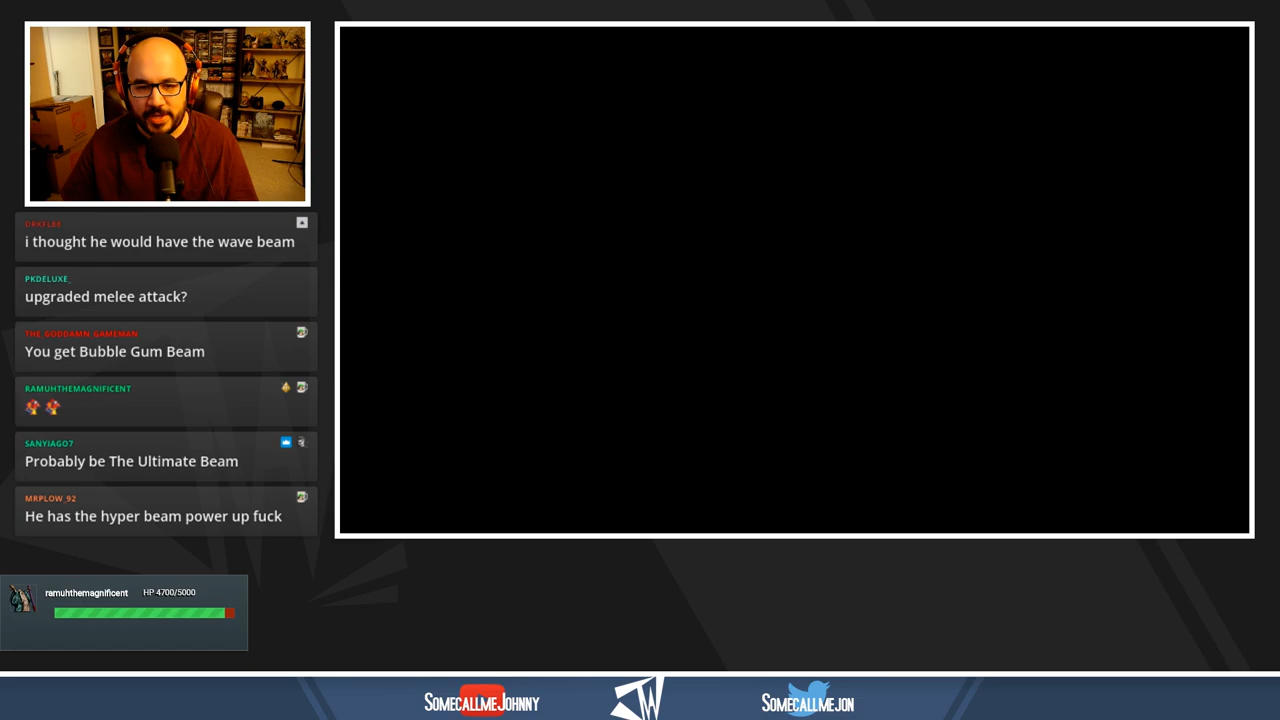 DRKFLEE
i thought he would have the wave beam
PKDELUXE_
upgraded melee attack?
THE_GODDAMN_GAMEMAN
You get Bubble Gum Beam
RAMUHTHEMAGNIFICENT
SANYIAGO7
Probably be The Ultimate Beam
MRPLOW_92
He has the hyper beam power up fuck
ramuhthemagnificent HP 4700/5000
SOMECALLMEJOHNNY
SOMECALLMEJON